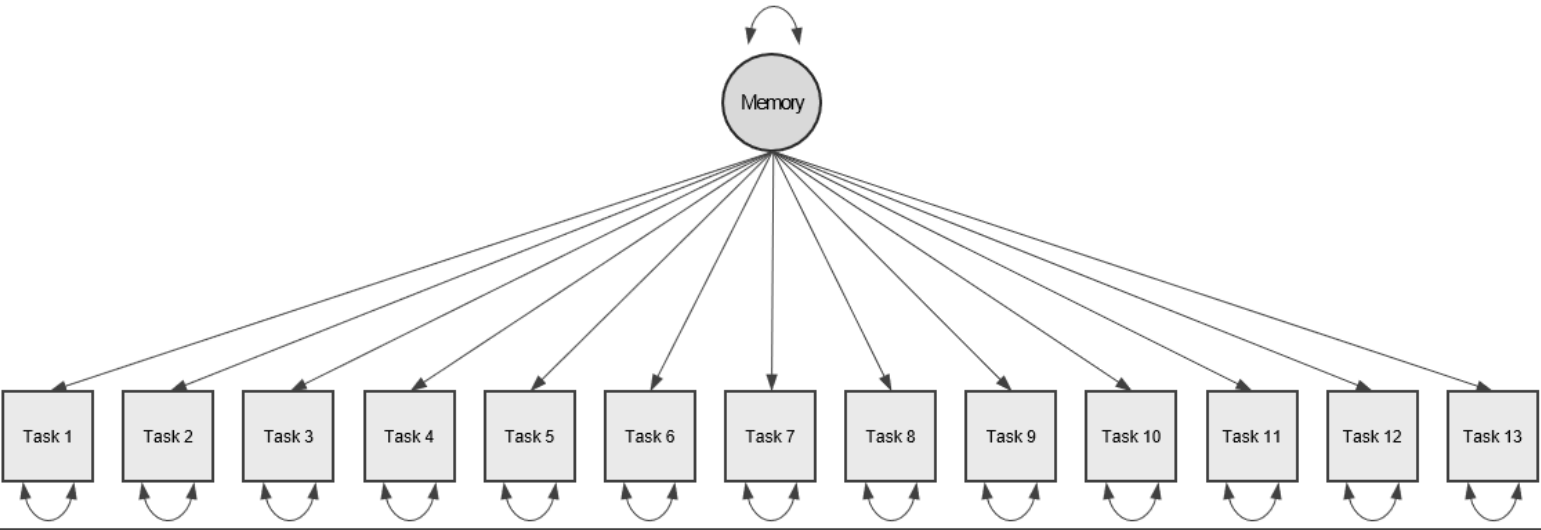 Memory
Task 1
Task 2
Task 3
Task 4
Task 5
Task 6
Task 7
Task 8
Task 9
Task 10
Task 11
Task 12
Task 13